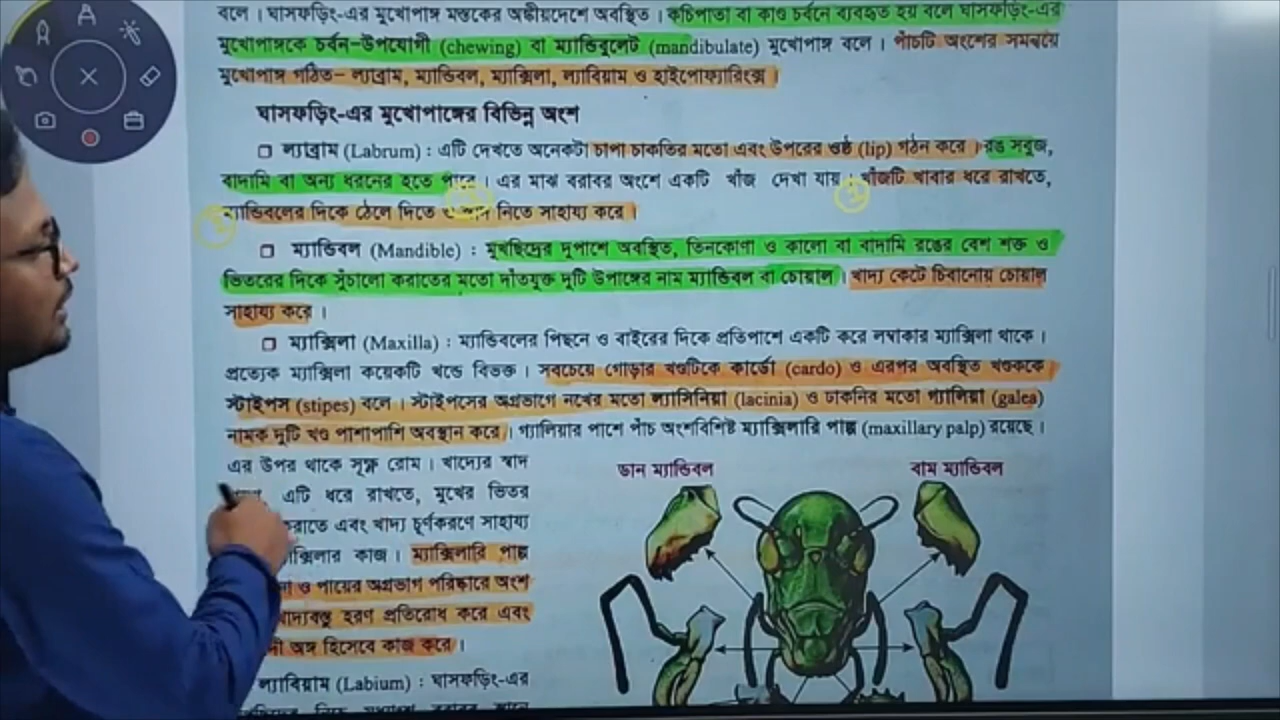 বলে । ঘাসফড়িং-এর মুখোপাঙ্গ মস্তকের অঙ্কীয়দেশে অবস্থিত । কচিপাতা বা কাণ্ড চর্বনে ব্যবহৃত হয় বলে ঘাসফড়িং-এর
মুখোপাঙ্গকে চর্বন-উপযোগী (chewing) বা ম্যান্ডিবুলেট (mandibulate) মুখোপাঙ্গ বলে । পাঁচটি অংশের সমন্বয়ে
মুখোপাঙ্গ গঠিত– ল্যাব্রাম, ম্যান্ডিবল, ম্যাক্সিলা, ল্যাবিয়াম ও হাইপোফ্যারিংক্স ।
ঘাসফড়িং-এর মুখোপাঙ্গের বিভিন্ন অংশ
❒ ল্যাব্রাম (Labrum) : এটি দেখতে অনেকটা চাপা চাকতির মতো এবং উপরের ওষ্ঠ (lip) গঠন করে । রঙ সবুজ,
বাদামি বা অন্য ধরনের হতে পারে । এর মাঝ বরাবর অংশে একটি খাঁজ দেখা যায় । খাঁজটি খাবার ধরে রাখতে,
ম্যান্ডিবলের দিকে ঠেলে দিতে ও স্বাদ নিতে সাহায্য করে ।
❒ ম্যান্ডিবল (Mandible) : মুখছিদ্রের দুপাশে অবস্থিত, তিনকোণা ও কালো বা বাদামি রঙের বেশ শক্ত ও
ভিতরের দিকে সুঁচালো করাতের মতো দাঁতযুক্ত দুটি উপাঙ্গের নাম ম্যান্ডিবল বা চোয়াল । খাদ্য কেটে চিবানোয় চোয়াল
সাহায্য করে ।
❒ ম্যাক্সিলা (Maxilla) : ম্যান্ডিবলের পিছনে ও বাইরের দিকে প্রতিপাশে একটি করে লম্বাকার ম্যাক্সিলা থাকে ।
প্রত্যেক ম্যাক্সিলা কয়েকটি খন্ডে বিভক্ত । সবচেয়ে গোড়ার খণ্ডটিকে কার্ডো (cardo) ও এরপর অবস্থিত খণ্ডককে
স্টাইপস (stipes) বলে । স্টাইপসের অগ্রভাগে নখের মতো ল্যাসিনিয়া (lacinia) ও ঢাকনির মতো গ্যালিয়া (galea)
নামক দুটি খণ্ড পাশাপাশি অবস্থান করে । গ্যালিয়ার পাশে পাঁচ অংশবিশিষ্ট ম্যাক্সিলারি পাল্প (maxillary palp) রয়েছে ।
এর উপর থাকে সূক্ষ্ম রোম । খাদ্যের স্বাদ
এটি ধরে রাখতে, মুখের ভিতর
করাতে এবং খাদ্য চূর্ণকরণে সাহায্য
ক্সিলার কাজ । ম্যাক্সিলারি পাল্প
ও পায়ের অগ্রভাগ পরিষ্কারে অংশ
খাদ্যবস্তু হরণ প্রতিরোধ করে এবং
অঙ্গ হিসেবে কাজ করে ।
ল্যাবিয়াম (Labium) : ঘাসফড়িং-এর
ডান ম্যান্ডিবল
বাম ম্যান্ডিবল